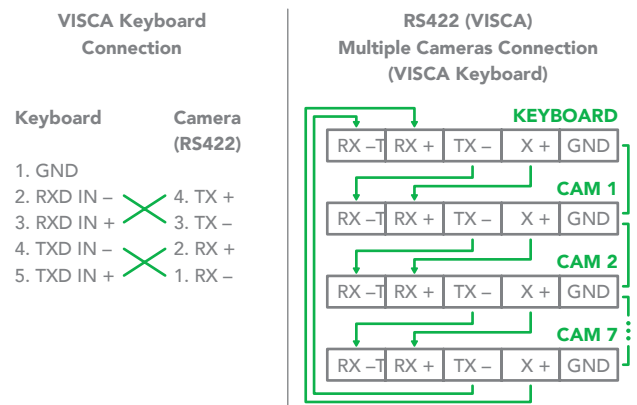 VISCA Keyboard
Connection
Keyboard
Camera
(RS422)
1. GND
2. RXD IN –
4. TX +
3. RXD IN +
3. TX –
4. TXD IN –
2. RX +
5. TXD IN +
1. RX –
RS422 (VISCA)
Multiple Cameras Connection
(VISCA Keyboard)
KEYBOARD
RX –T RX + TX – X + GND
CAM 1
RX –T RX + TX – X + GND
CAM 2
RX –T RX + TX – X + GND
CAM 7
RX –T RX + TX – X + GND